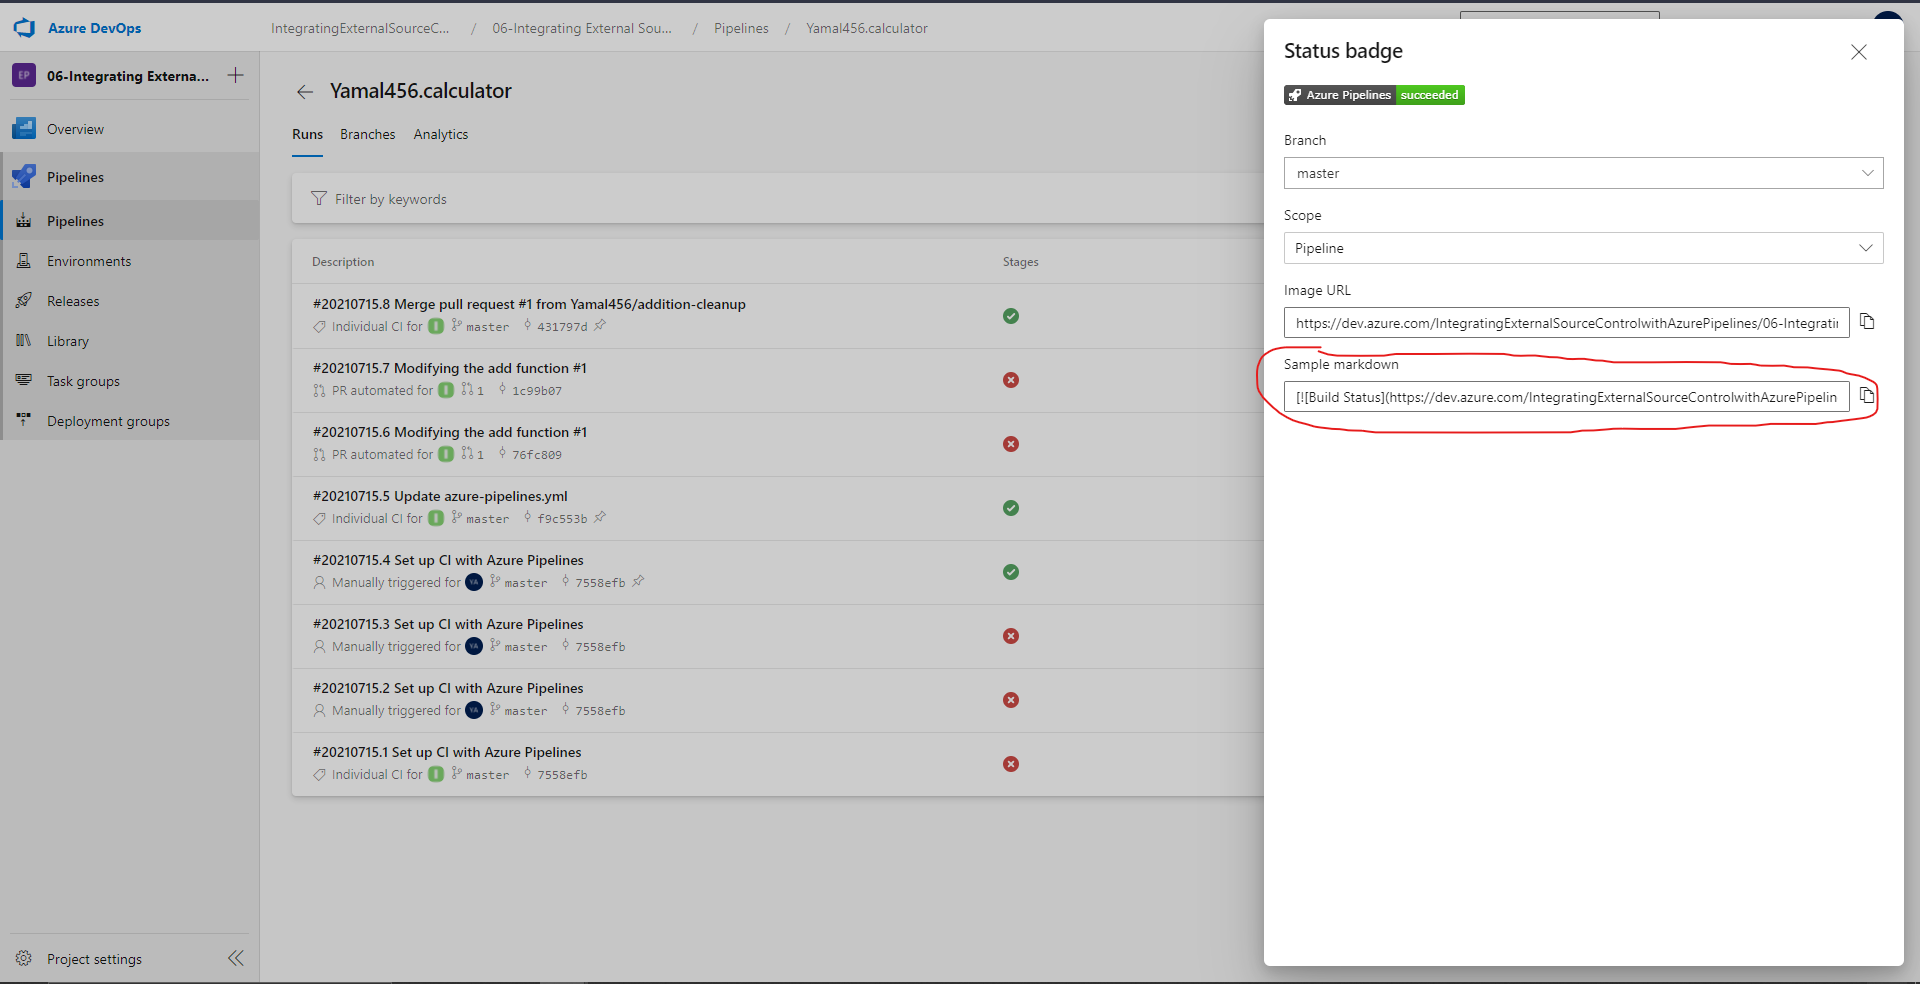 Azure DevOps
IntegratingExternalSourceC... / 06-Integrating External Sou... / Pipelines / Yamal456.calculator
EP 06-Integrating Externa...
Overview
Pipelines
Pipelines
Environments
Releases
Library
Task groups
Deployment groups
Project settings
Yamal456.calculator
Runs Branches Analytics
Filter by keywords
Description Stages
#20210715.8 Merge pull request #1 from Yamal456/addition-cleanup
Individual CI for I master 431797d
#20210715.7 Modifying the add function #1
PR automated for I 1 1c99b07
#20210715.6 Modifying the add function #1
PR automated for I 1 76fc809
#20210715.5 Update azure-pipelines.yml
Individual CI for I master f9c553b
#20210715.4 Set up CI with Azure Pipelines
Manually triggered for YA master 7558efb
#20210715.3 Set up CI with Azure Pipelines
Manually triggered for YA master 7558efb
#20210715.2 Set up CI with Azure Pipelines
Manually triggered for YA master 7558efb
#20210715.1 Set up CI with Azure Pipelines
Individual CI for I master 7558efb
Status badge
Azure Pipelines succeeded
Branch
master
Scope
Pipeline
Image URL
https://dev.azure.com/IntegratingExternalSourceControlwithAzurePipelines/06-Integratin
Sample markdown
[![Build Status](https://dev.azure.com/IntegratingExternalSourceControlwithAzurePipelin